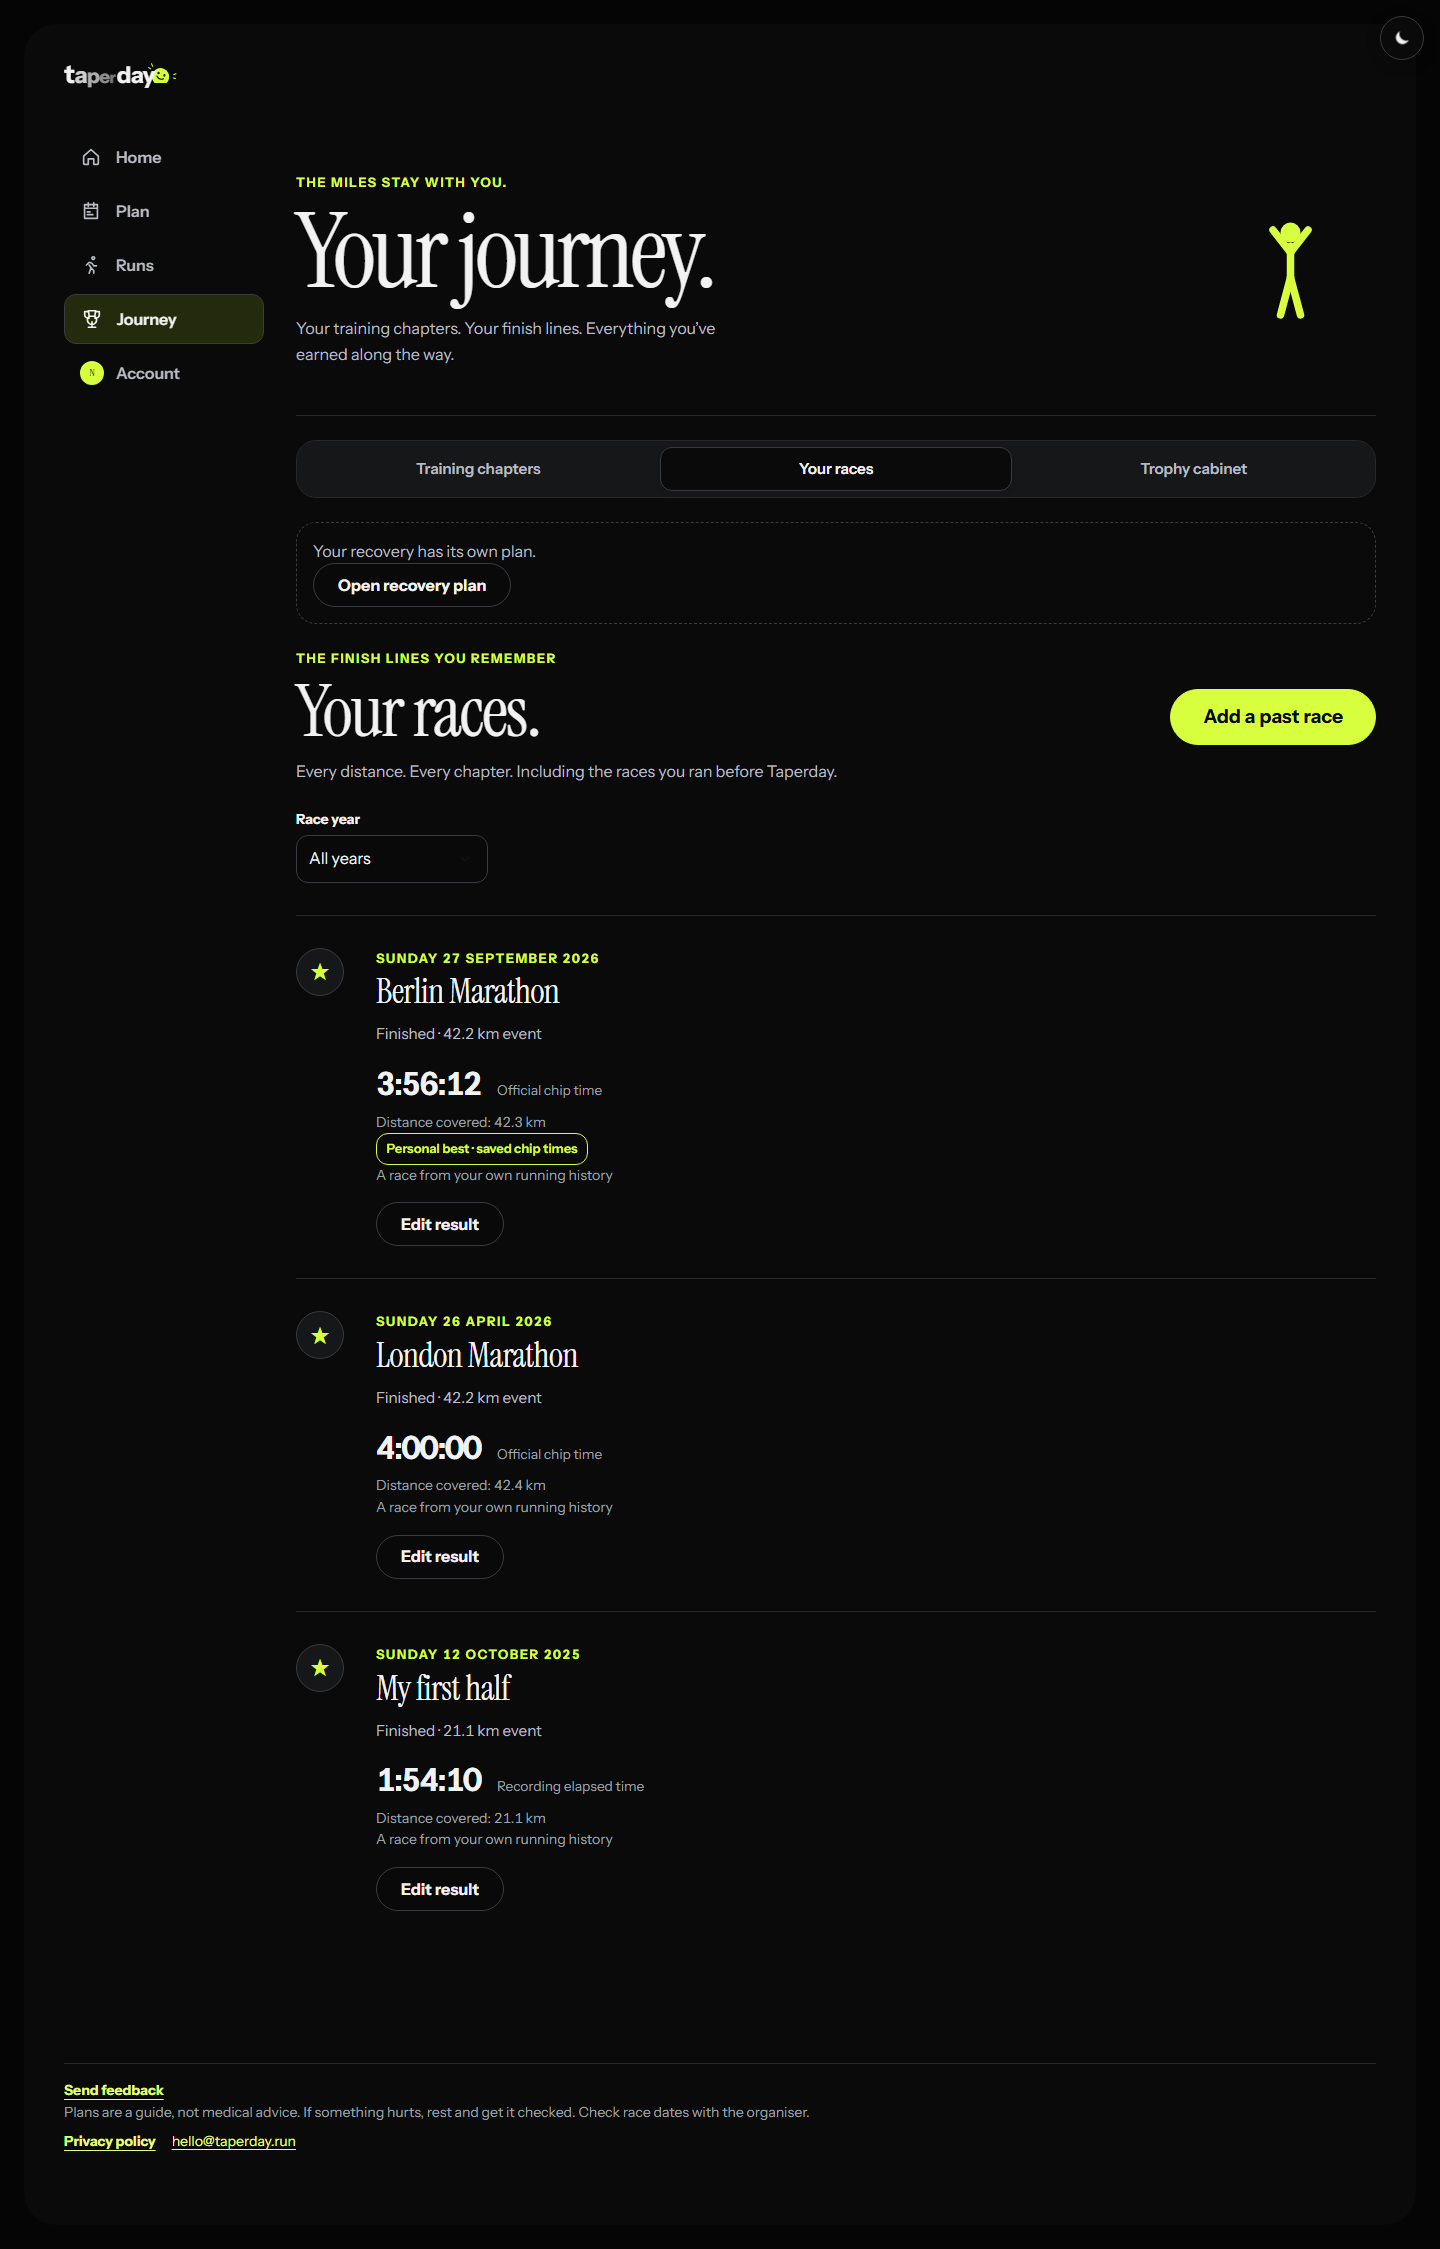 taperday
Home
Plan
Runs
Journey
N
Account
THE MILES STAY WITH YOU.
Your journey.
Your training chapters. Your finish lines. Everything you’ve
earned along the way.
Training chapters
Your races
Trophy cabinet
Your recovery has its own plan.
Open recovery plan
THE FINISH LINES YOU REMEMBER
Your races.
Add a past race
Every distance. Every chapter. Including the races you ran before Taperday.
Race year
All years
SUNDAY 27 SEPTEMBER 2026
Berlin Marathon
Finished · 42.2 km event
3:56:12 Official chip time
Distance covered: 42.3 km
Personal best · saved chip times
A race from your own running history
Edit result
SUNDAY 26 APRIL 2026
London Marathon
Finished · 42.2 km event
4:00:00 Official chip time
Distance covered: 42.4 km
A race from your own running history
Edit result
SUNDAY 12 OCTOBER 2025
My first half
Finished · 21.1 km event
1:54:10 Recording elapsed time
Distance covered: 21.1 km
A race from your own running history
Edit result
Send feedback
Plans are a guide, not medical advice. If something hurts, rest and get it checked. Check race dates with the organiser.
Privacy policy hello@taperday.run